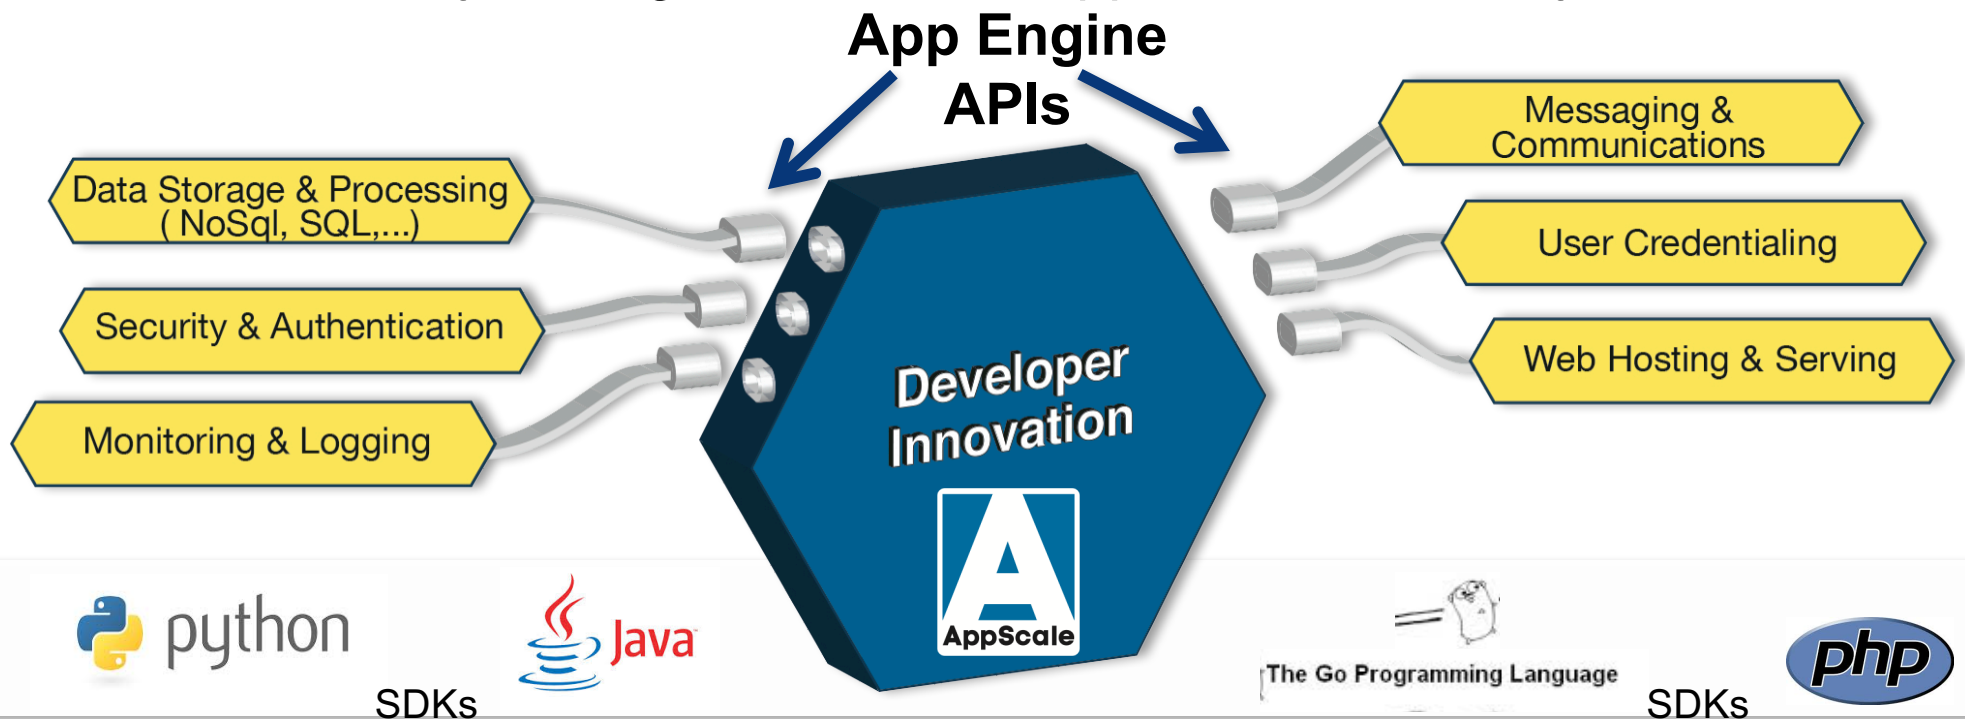 App Engine
APIs
Data Storage & Processing
( NoSql, SQL,...)
Security & Authentication
Monitoring & Logging
Messaging &
Communications
User Credentialing
Web Hosting & Serving
Developer
Innovation
A
AppScale
python
SDKs
Java
The Go Programming Language
SDKs
php